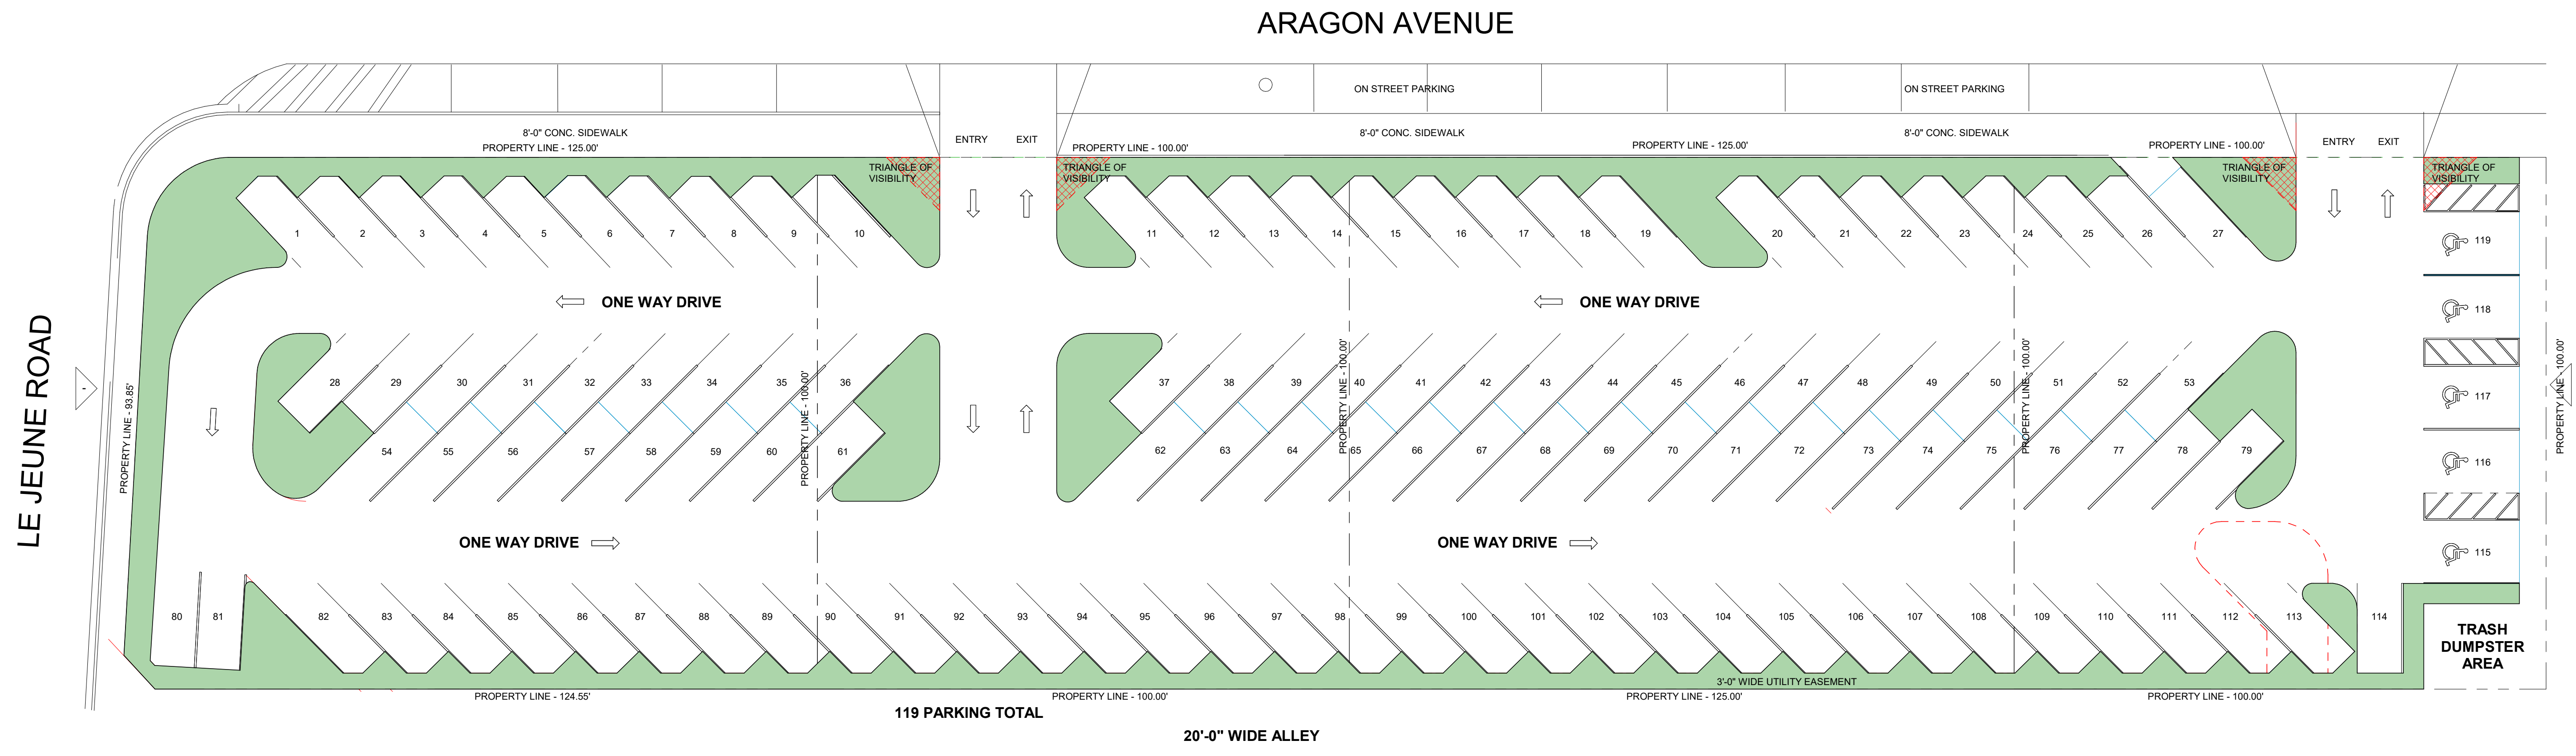 ARAGON AVENUE
ON STREET PARKING
ON STREET PARKING
8'-0" CONC. SIDEWALK
PROPERTY LINE - 125.00'
ENTRY
EXIT
PROPERTY LINE - 100.00'
8'-0" CONC. SIDEWALK
PROPERTY LINE - 125.00'
8'-0" CONC. SIDEWALK
PROPERTY LINE - 100.00'
ENTRY
EXIT
TRIANGLE OF
VISIBILITY
TRIANGLE OF
VISIBILITY
TRIANGLE OF
VISIBILITY
TRIANGLE OF
VISIBILITY
1 2 3 4 5 6 7 8 9 10 11 12 13 14 15 16 17 18 19 20 21 22 23 24 25 26 27
119
118
117
116
115
ONE WAY DRIVE
ONE WAY DRIVE
LE JEUNE ROAD
-
PROPERTY LINE - 93.85'
28 29 30 31 32 33 34 35 36 37 38 39 40 41 42 43 44 45 46 47 48 49 50 51 52 53
PROPERTY LINE - 100.00'
PROPERTY LINE - 100.00'
PROPERTY LINE - 100.00'
PROPERTY LINE - 100.00'
54 55 56 57 58 59 60 61 62 63 64 65 66 67 68 69 70 71 72 73 74 75 76 77 78 79
ONE WAY DRIVE
ONE WAY DRIVE
80 81 82 83 84 85 86 87 88 89 90 91 92 93 94 95 96 97 98 99 100 101 102 103 104 105 106 107 108 109 110 111 112 113 114
TRASH
DUMPSTER
AREA
3'-0" WIDE UTILITY EASEMENT
PROPERTY LINE - 124.55'
PROPERTY LINE - 100.00'
PROPERTY LINE - 125.00'
PROPERTY LINE - 100.00'
119 PARKING TOTAL
20'-0" WIDE ALLEY